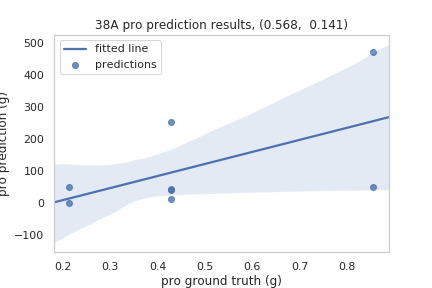 38A pro prediction results, (0.568,  0.141)
fitted line
predictions
500
400
300
200
100
0
−100
pro prediction (g)
0.2 0.3 0.4 0.5 0.6 0.7 0.8
pro ground truth (g)